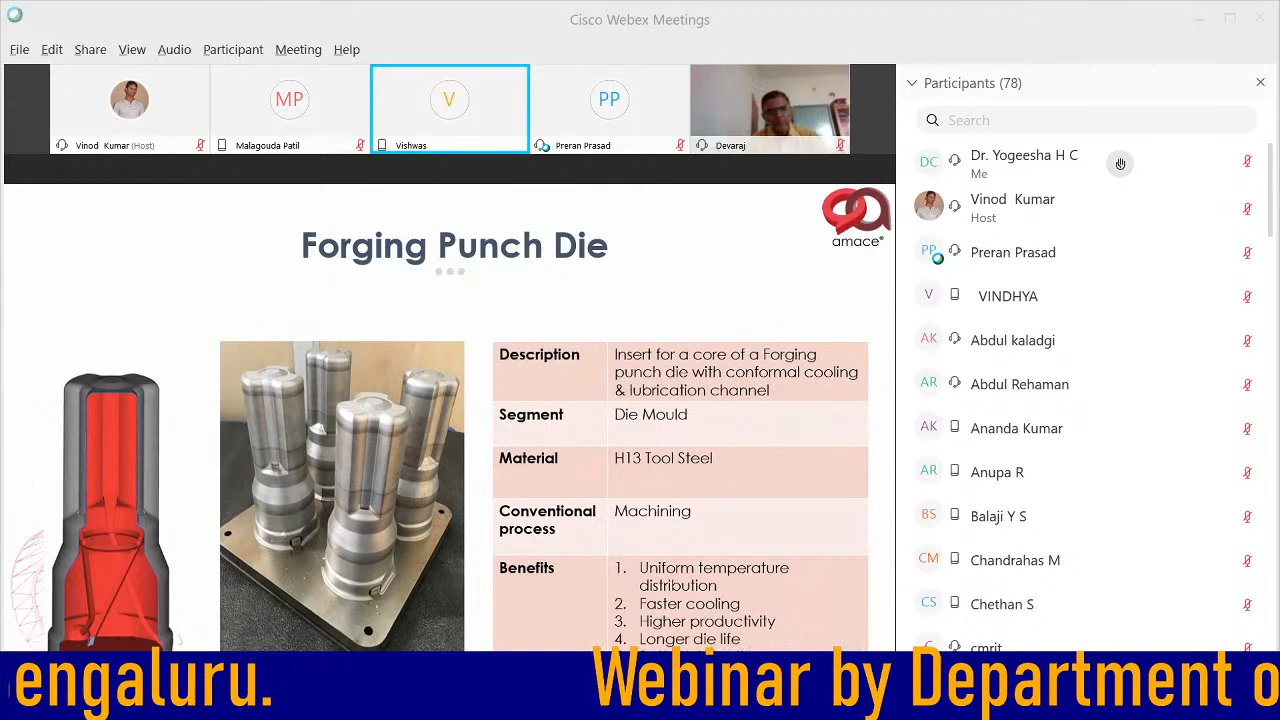 Cisco Webex Meetings
File Edit Share View Audio Participant Meeting Help
MP
V
PP
Vinod Kumar (Host)
Malagouda Patil
Vishwas
Preran Prasad
Devaraj
amace®
Forging Punch Die
Description
Insert for a core of a Forging
punch die with conformal cooling
& lubrication channel
Segment
Die Mould
Material
H13 Tool Steel
Conventional
process
Machining
Benefits
1. Uniform temperature
distribution
2. Faster cooling
3. Higher productivity
4. Longer die life
Participants (78)
Search
DC
Dr. Yogeesha H C
Me
Vinod Kumar
Host
PP
Preran Prasad
V
VINDHYA
AK
Abdul kaladgi
AR
Abdul Rehaman
AK
Ananda Kumar
AR
Anupa R
BS
Balaji Y S
CM
Chandrahas M
CS
Chethan S
C
cmrit
engaluru. Webinar by Department o